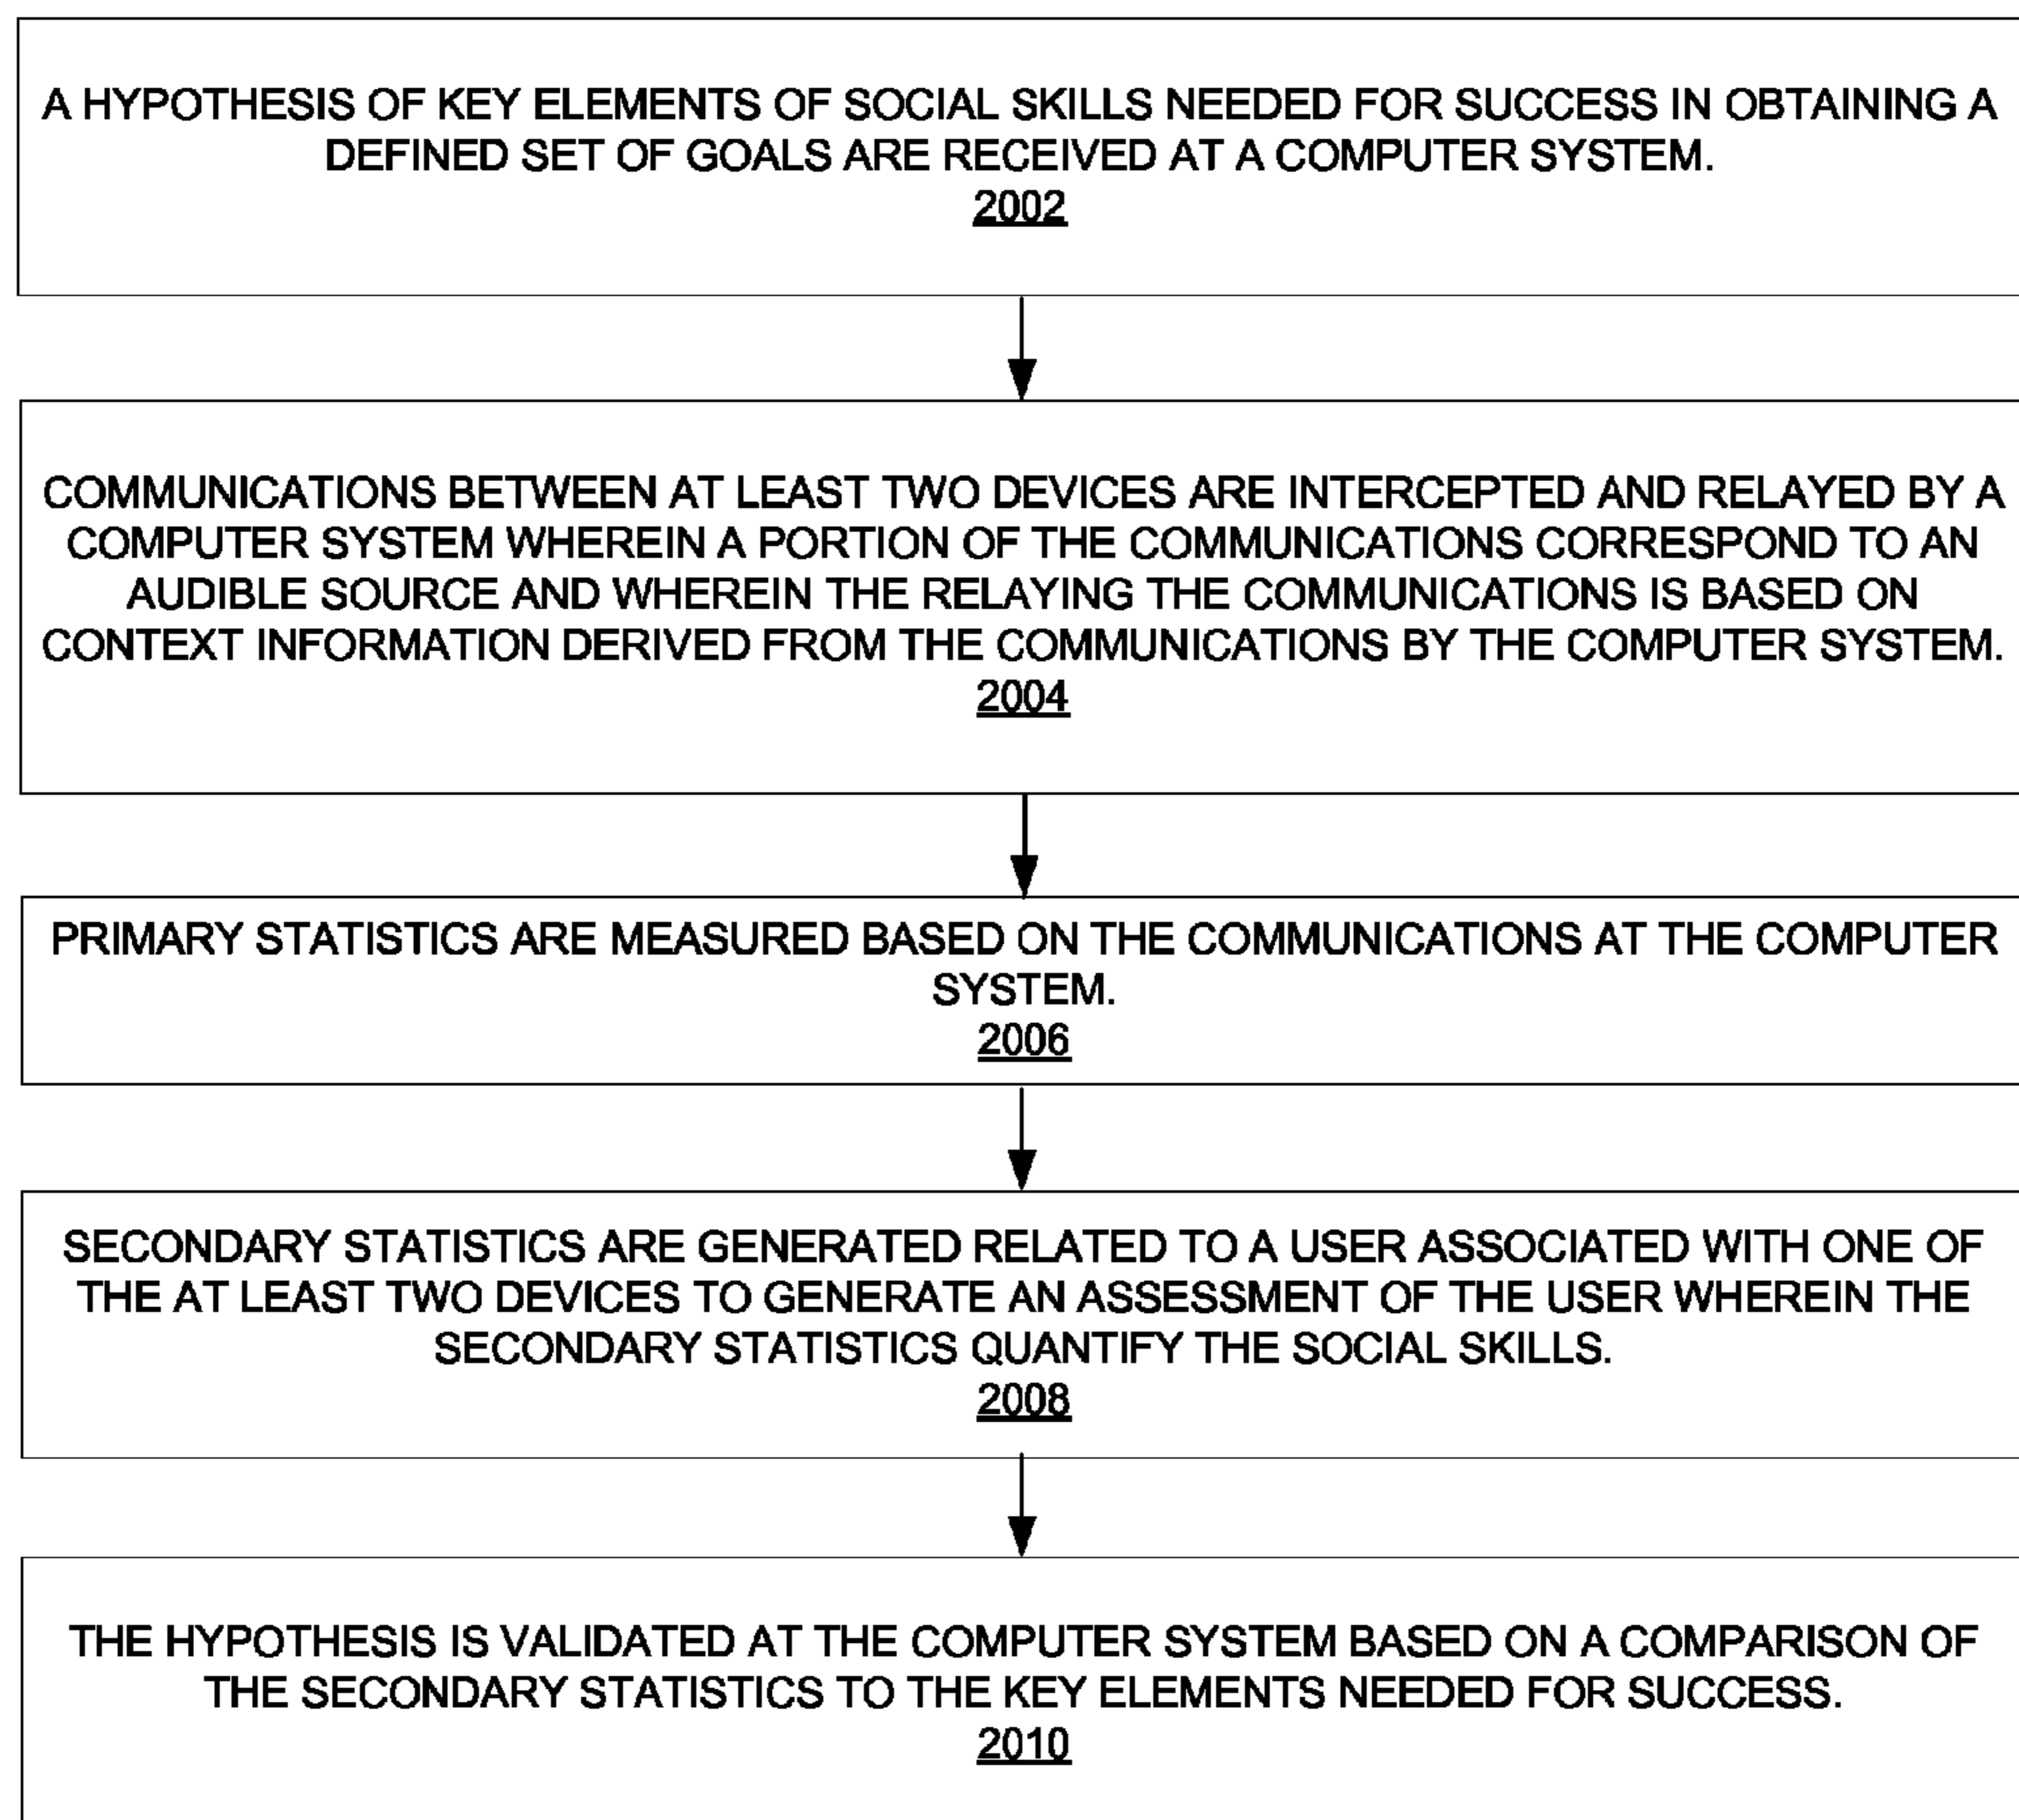 A HYPOTHESIS OF KEY ELEMENTS OF SOCIAL SKILLS NEEDED FOR SUCCESS IN OBTAINING A
DEFINED SET OF GOALS ARE RECEIVED AT A COMPUTER SYSTEM.
2002
COMMUNICATIONS BETWEEN AT LEAST TWO DEVICES ARE INTERCEPTED AND RELAYED BY A
COMPUTER SYSTEM WHEREIN A PORTION OF THE COMMUNICATIONS CORRESPOND TO AN
AUDIBLE SOURCE AND WHEREIN THE RELAYING THE COMMUNICATIONS IS BASED ON
CONTEXT INFORMATION DERIVED FROM THE COMMUNICATIONS BY THE COMPUTER SYSTEM.
2004
PRIMARY STATISTICS ARE MEASURED BASED ON THE COMMUNICATIONS AT THE COMPUTER
SYSTEM.
2006
SECONDARY STATISTICS ARE GENERATED RELATED TO A USER ASSOCIATED WITH ONE OF
THE AT LEAST TWO DEVICES TO GENERATE AN ASSESSMENT OF THE USER WHEREIN THE
SECONDARY STATISTICS QUANTIFY THE SOCIAL SKILLS.
2008
THE HYPOTHESIS IS VALIDATED AT THE COMPUTER SYSTEM BASED ON A COMPARISON OF
THE SECONDARY STATISTICS TO THE KEY ELEMENTS NEEDED FOR SUCCESS.
2010